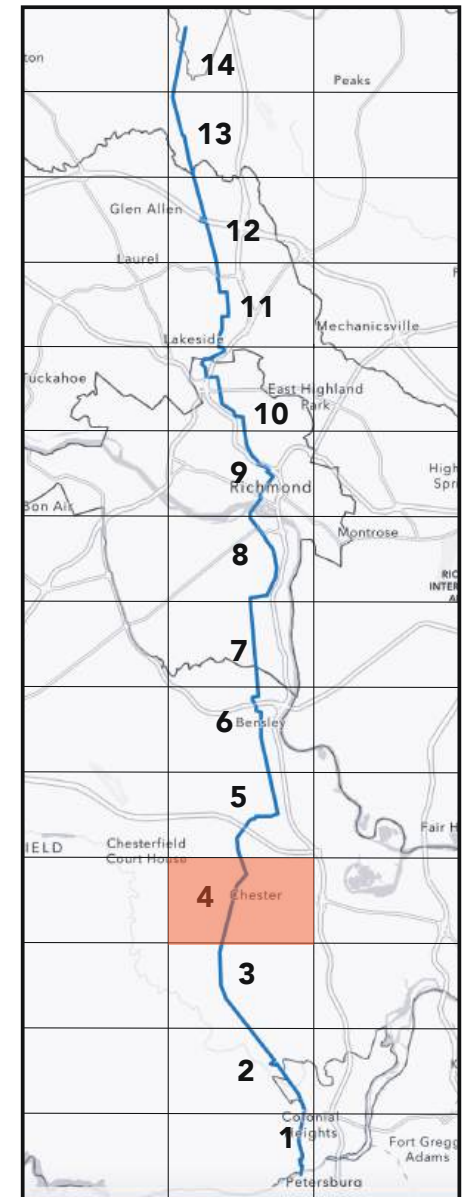 14
ton
Peaks
13
Glen Allen
12
Laurel
11
Mechanicsville
Lakeside
Tuckahoe
East Highland
Park
10
9
Richmond
High
Spri
Bon Air
Montrose
8
RIC
INTER
7
6
Bensley
5
Fair H
IELD
Chesterfield
Court House
4
Chester
3
2
Colonial
Heights
1
Fort Gregg
Adams
Petersburg